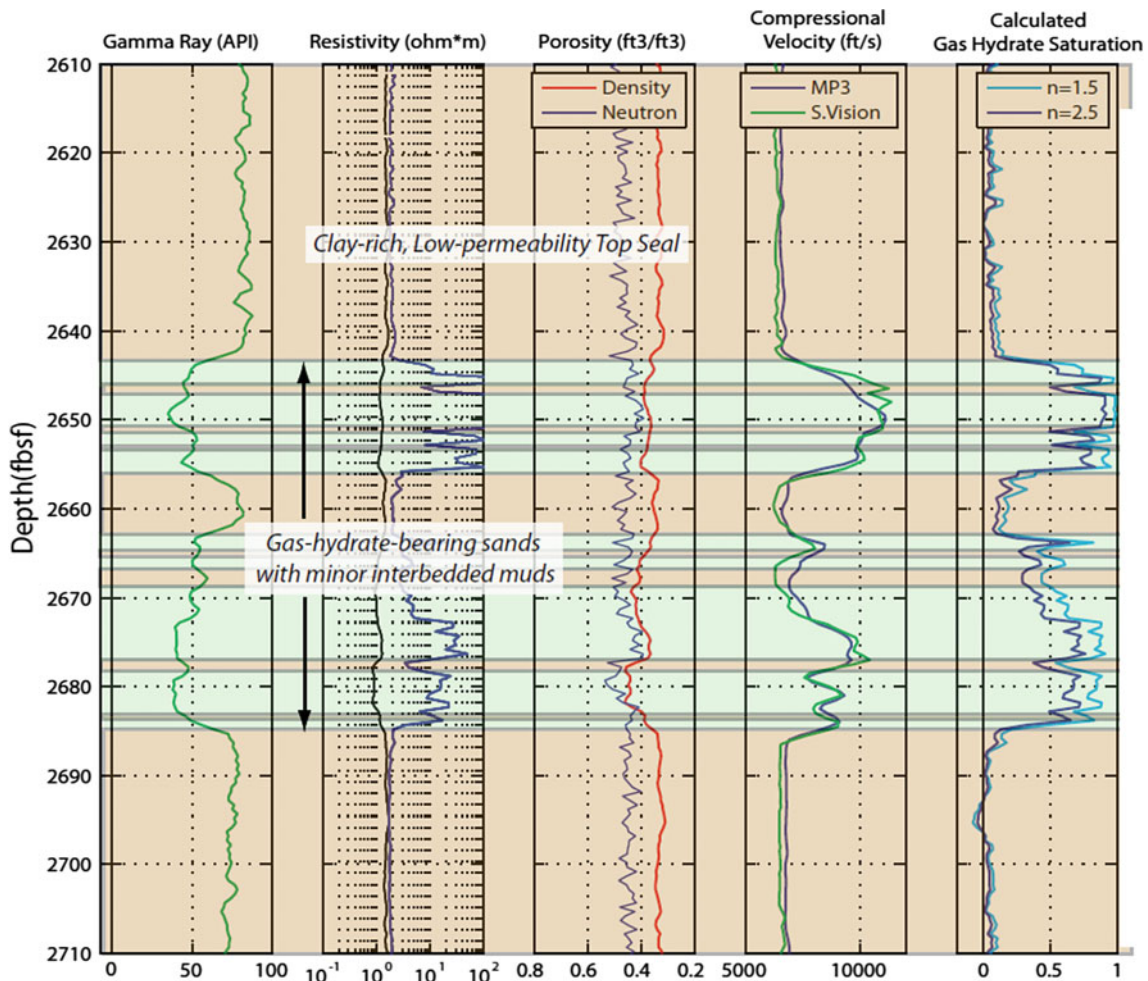 Gamma Ray (API)
Resistivity (ohm*m)
Porosity (ft3/ft3)
Compressional
Velocity (ft/s)
Calculated
Gas Hydrate Saturation
Density
Neutron
MP3
S.Vision
n=1.5
n=2.5
Depth(fbsf)
2610
2620
2630
2640
2650
2660
2670
2680
2690
2700
2710
Clay-rich, Low-permeability Top Seal
Gas-hydrate-bearing sands
with minor interbedded muds
0 50 100
10-1 100 101 102
0.8 0.6 0.4 0.2
5000 10000
0 0.5 1